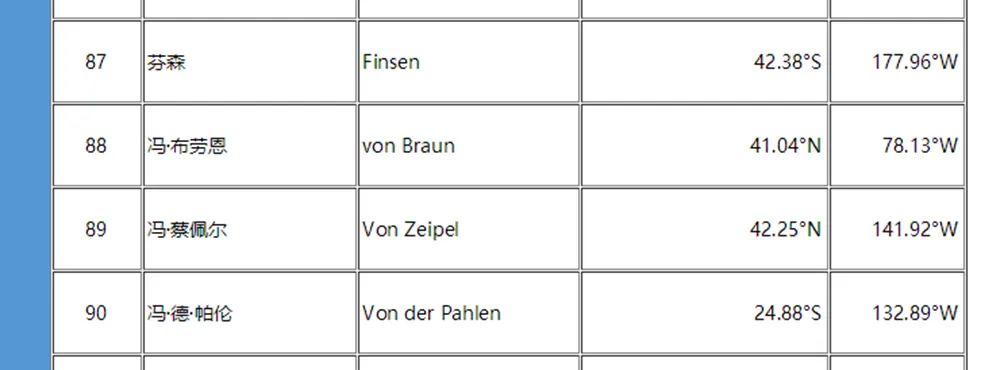 87 芬森 Finsen 42.38°S 177.96°W
88 冯·布劳恩 von Braun 41.04°N 78.13°W
89 冯·蔡佩尔 Von Zeipel 42.25°N 141.92°W
90 冯·德·帕伦 Von der Pahlen 24.88°S 132.89°W